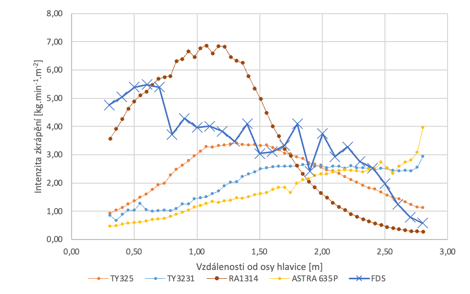 Intenzita zkrápění [kg.min⁻¹.m⁻²]
8,00
7,00
6,00
5,00
4,00
3,00
2,00
1,00
0,00
0,00 0,50 1,00 1,50 2,00 2,50 3,00
Vzdálenosti od osy hlavice [m]
TY325 TY3231 RA1314 ASTRA 635P FDS